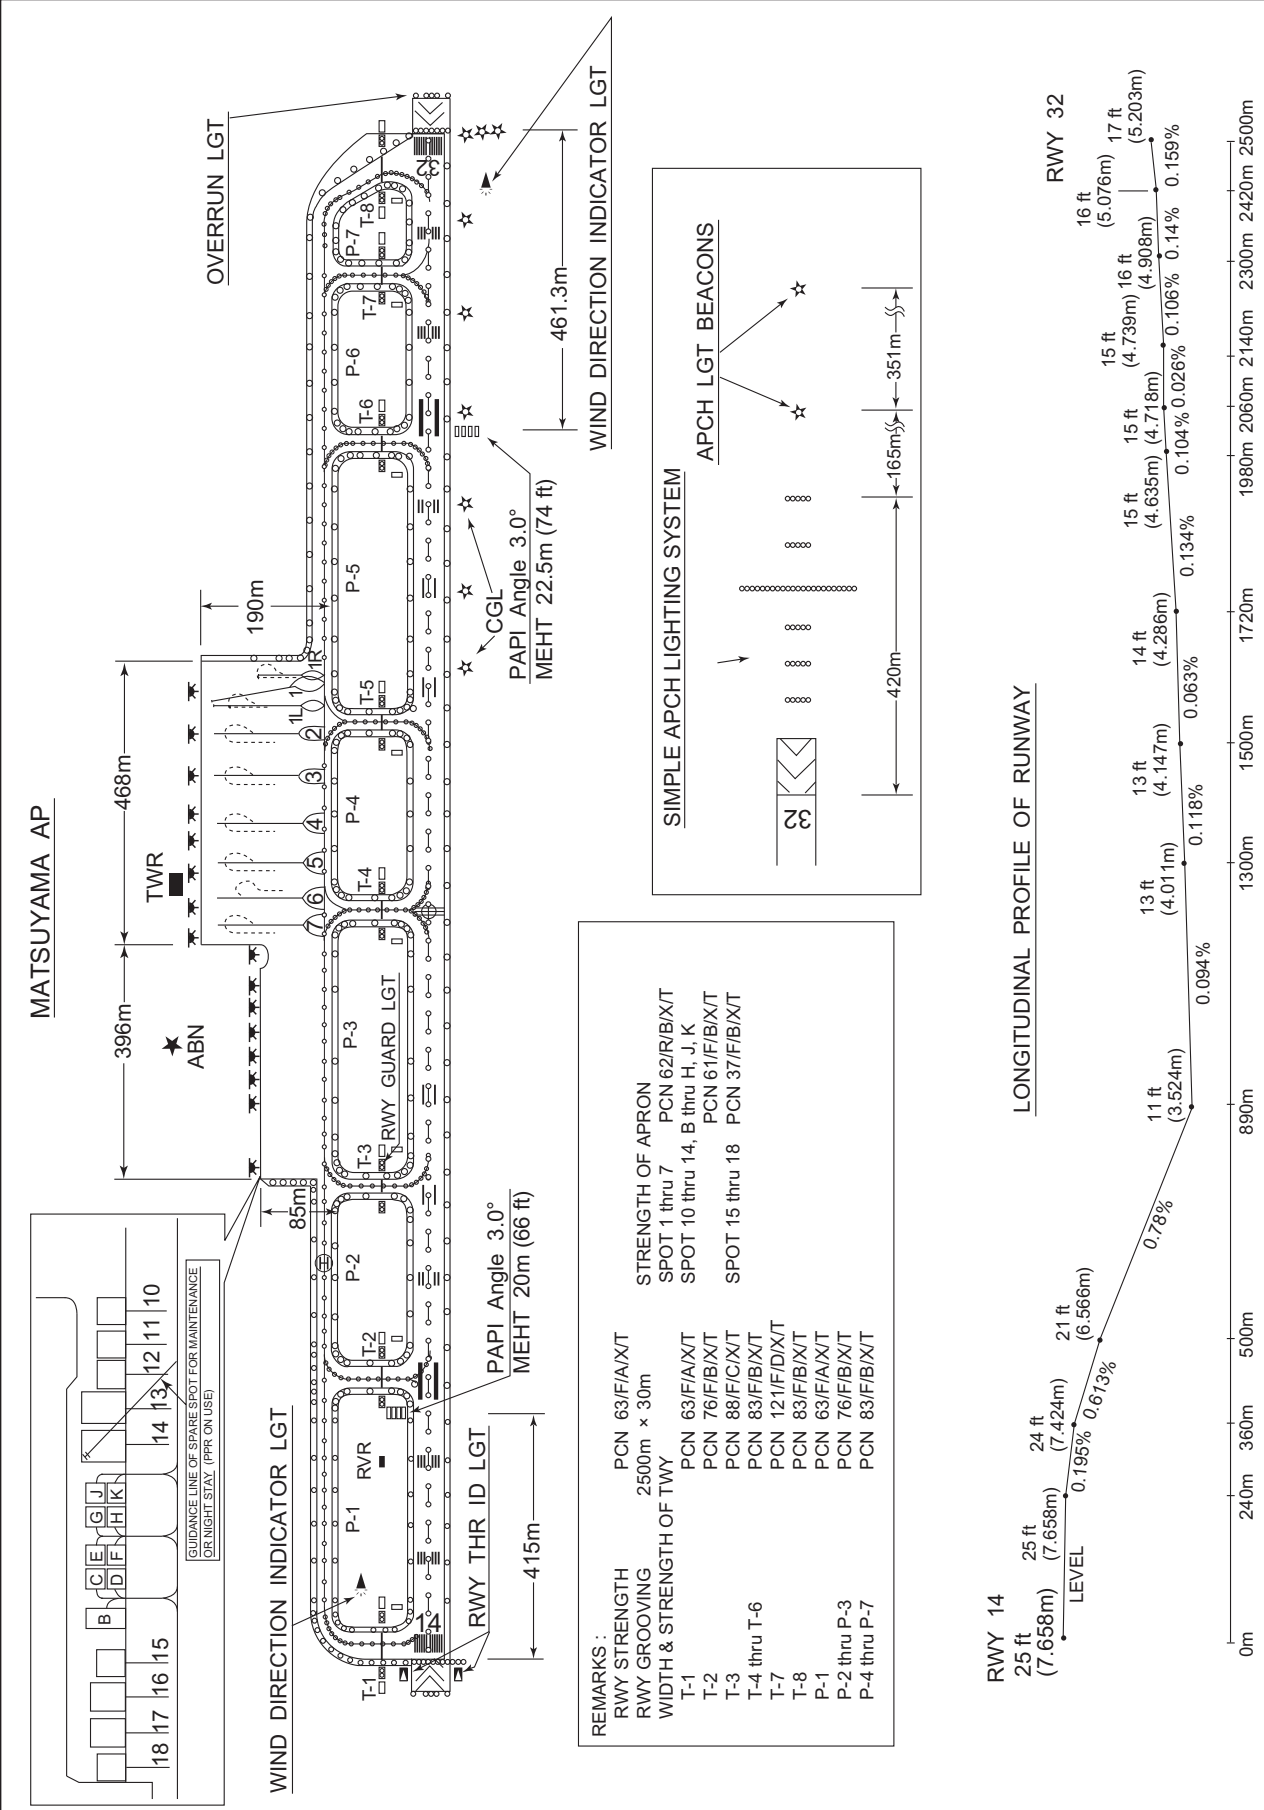 MATSUYAMA AP
18 17 16 15
B
C E
D F
G J
H K
14 13 12 11 10
GUIDANCE LINE OF SPARE SPOT FOR MAINTENANCE
OR NIGHT STAY (PPR ON USE)
396m
468m
ABN
TWR
85m
190m
OVERRUN LGT
7 6 5 4 3 2 1L 1 1R
WIND DIRECTION INDICATOR LGT
H
P-1
P-2
P-3
P-4
P-5
P-6
P-7
T-1
T-2
T-3
T-4
T-5
T-6
T-7
T-8
RVR
RWY GUARD LGT
14
32
RWY THR ID LGT
415m
PAPI Angle 3.0°
MEHT 20m (66 ft)
CGL
PAPI Angle 3.0°
MEHT 22.5m (74 ft)
461.3m
WIND DIRECTION INDICATOR LGT
REMARKS :
RWY STRENGTH PCN 63/F/A/X/T
RWY GROOVING 2500m × 30m
WIDTH & STRENGTH OF TWY
T-1 PCN 63/F/A/X/T
T-2 PCN 76/F/B/X/T
T-3 PCN 88/F/C/X/T
T-4 thru T-6 PCN 83/F/B/X/T
T-7 PCN 121/F/D/X/T
T-8 PCN 83/F/B/X/T
P-1 PCN 63/F/A/X/T
P-2 thru P-3 PCN 76/F/B/X/T
P-4 thru P-7 PCN 83/F/B/X/T
STRENGTH OF APRON
SPOT 1 thru 7 PCN 62/R/B/X/T
SPOT 10 thru 14, B thru H, J, K
PCN 61/F/B/X/T
SPOT 15 thru 18 PCN 37/F/B/X/T
SIMPLE APCH LIGHTING SYSTEM
APCH LGT BEACONS
32
420m
165m
351m
LONGITUDINAL PROFILE OF RUNWAY
RWY 14
RWY 32
25 ft
(7.658m)
LEVEL
25 ft
(7.658m)
0.195%
24 ft
(7.424m)
0.613%
21 ft
(6.566m)
0.78%
11 ft
(3.524m)
0.094%
13 ft
(4.011m)
0.118%
13 ft
(4.147m)
0.063%
14 ft
(4.286m)
0.134%
15 ft
(4.635m)
0.104%
15 ft
(4.718m)
0.026%
15 ft
(4.739m)
0.106%
16 ft
(4.908m)
0.14%
16 ft
(5.076m)
0.159%
17 ft
(5.203m)
0m 240m 360m 500m 890m 1300m 1500m 1720m 1980m 2060m 2140m 2300m 2420m 2500m